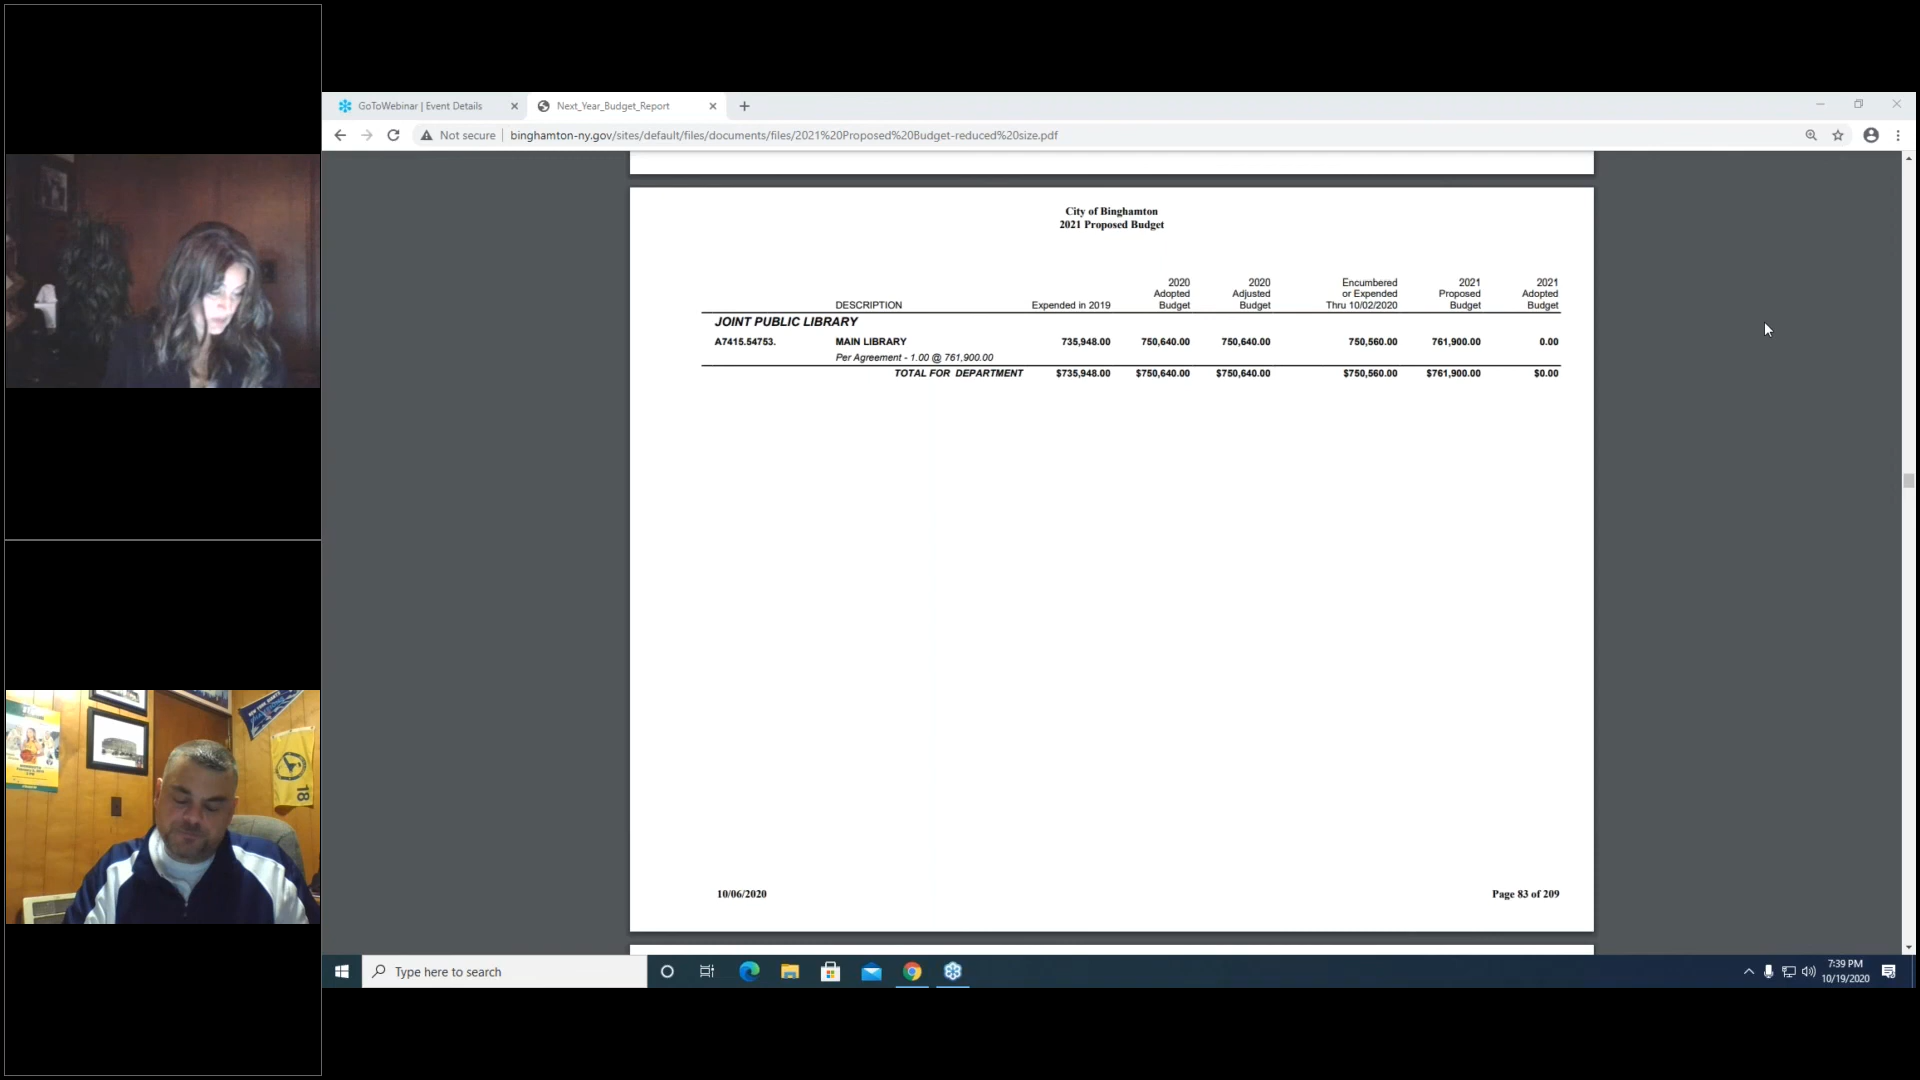 GoToWebinar | Event Details
Next_Year_Budget_Report
Not secure
binghamton-ny.gov/sites/default/files/documents/files/2021%20Proposed%20Budget-reduced%20size.pdf
City of Binghamton
2021 Proposed Budget
DESCRIPTION Expended in 2019 2020 Adopted Budget 2020 Adjusted Budget Encumbered or Expended Thru 10/02/2020 2021 Proposed Budget 2021 Adopted Budget
JOINT PUBLIC LIBRARY
A7415.54753. MAIN LIBRARY 735,948.00 750,640.00 750,640.00 750,560.00 761,900.00 0.00
Per Agreement - 1.00 @ 761,900.00
TOTAL FOR DEPARTMENT $735,948.00 $750,640.00 $750,640.00 $750,560.00 $761,900.00 $0.00
10/06/2020 Page 83 of 209
NEW YORK GIANTS
18
Type here to search
7:39 PM
10/19/2020